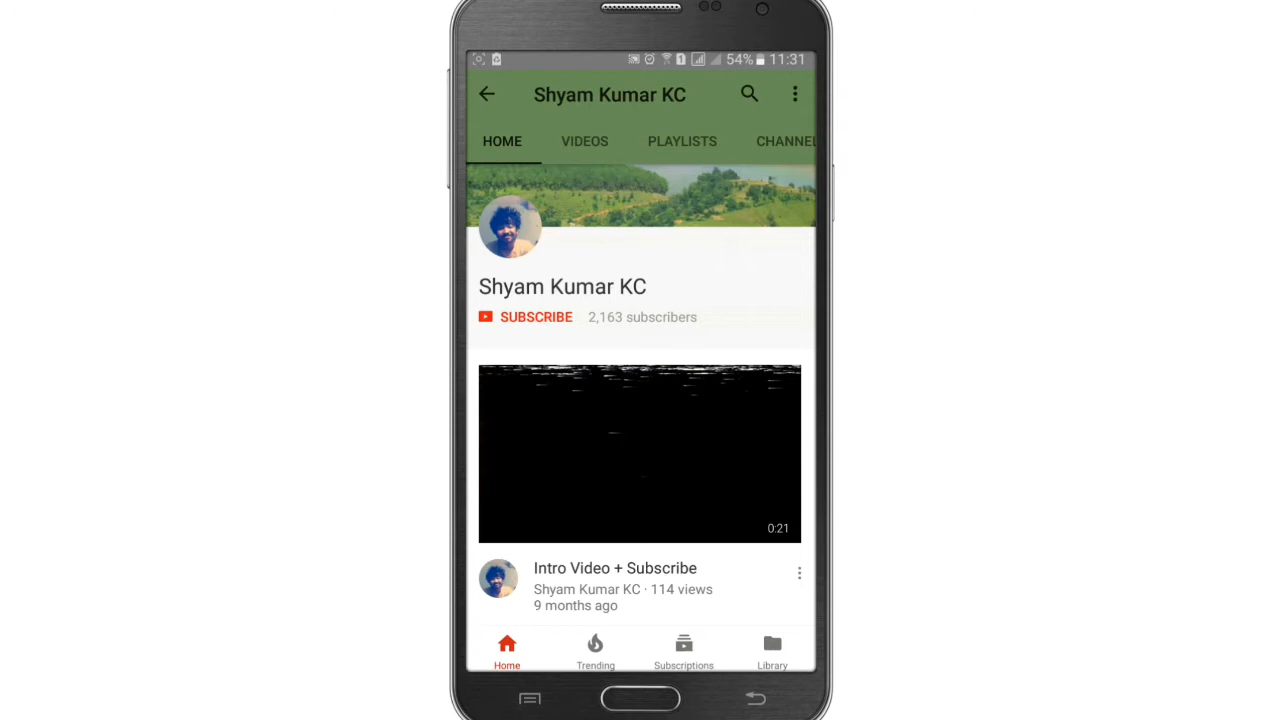 54% 11:31
Shyam Kumar KC
HOME VIDEOS PLAYLISTS CHANNEL
Shyam Kumar KC
SUBSCRIBE 2,163 subscribers
0:21
Intro Video + Subscribe
Shyam Kumar KC · 114 views
9 months ago
Home Trending Subscriptions Library